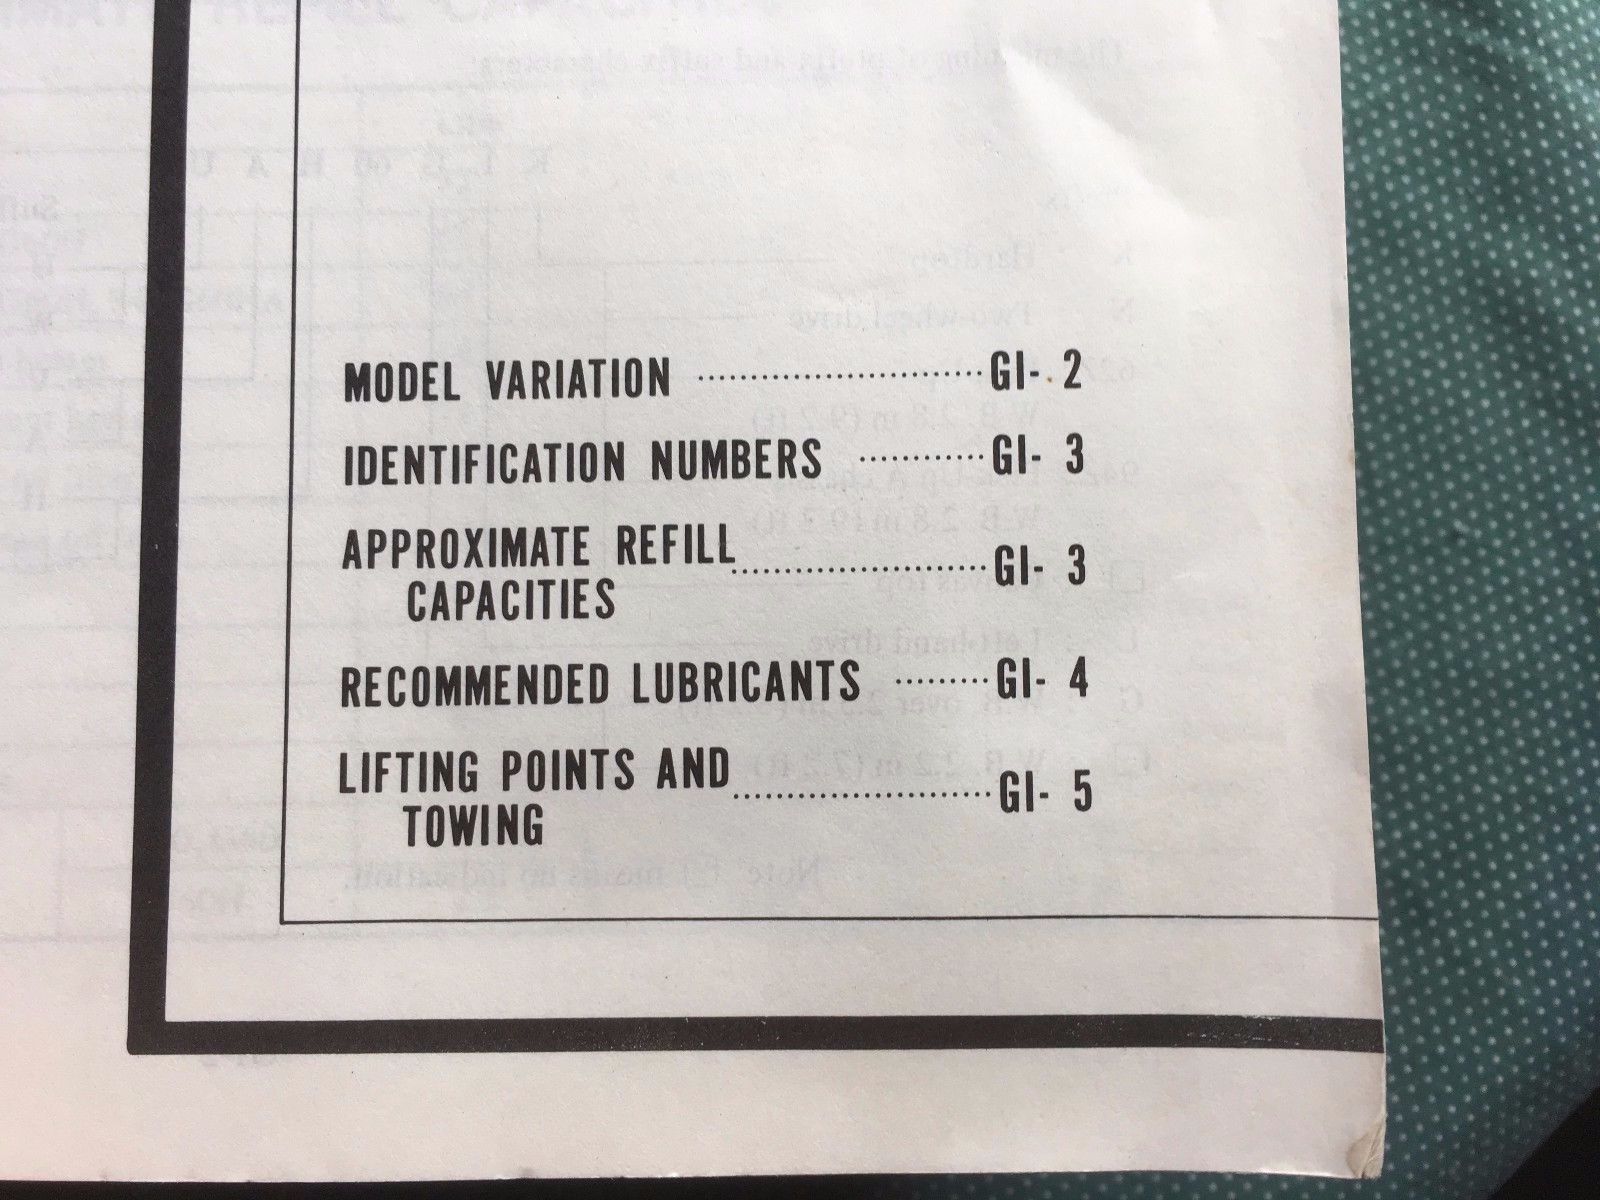 MODEL VARIATION ........................... GI- 2
IDENTIFICATION NUMBERS ............ GI- 3
APPROXIMATE REFILL
CAPACITIES ........................ GI- 3
RECOMMENDED LUBRICANTS ......... GI- 4
LIFTING POINTS AND
TOWING ......................... GI- 5